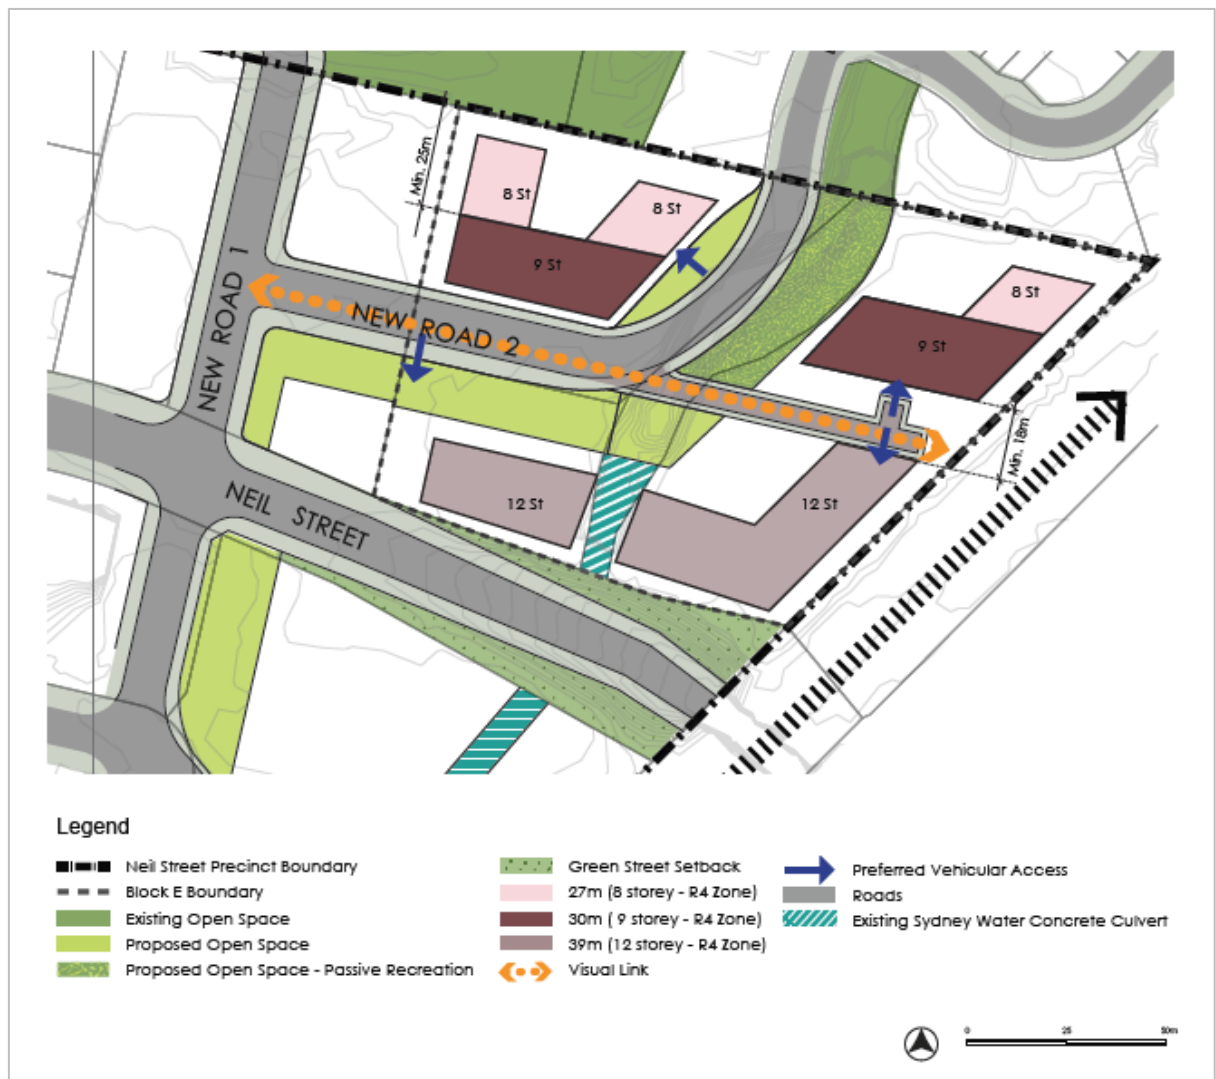 Min. 25m
8 St
8 St
9 St
8 St
9 St
NEW ROAD 1
NEW ROAD 2
Min. 18m
12 St
12 St
NEIL STREET
Legend
Neil Street Precinct Boundary
Block E Boundary
Existing Open Space
Proposed Open Space
Proposed Open Space - Passive Recreation
Green Street Setback
27m (8 storey - R4 Zone)
30m ( 9 storey - R4 Zone)
39m (12 storey - R4 Zone)
Visual Link
Preferred Vehicular Access
Roads
Existing Sydney Water Concrete Culvert
0 25 50m